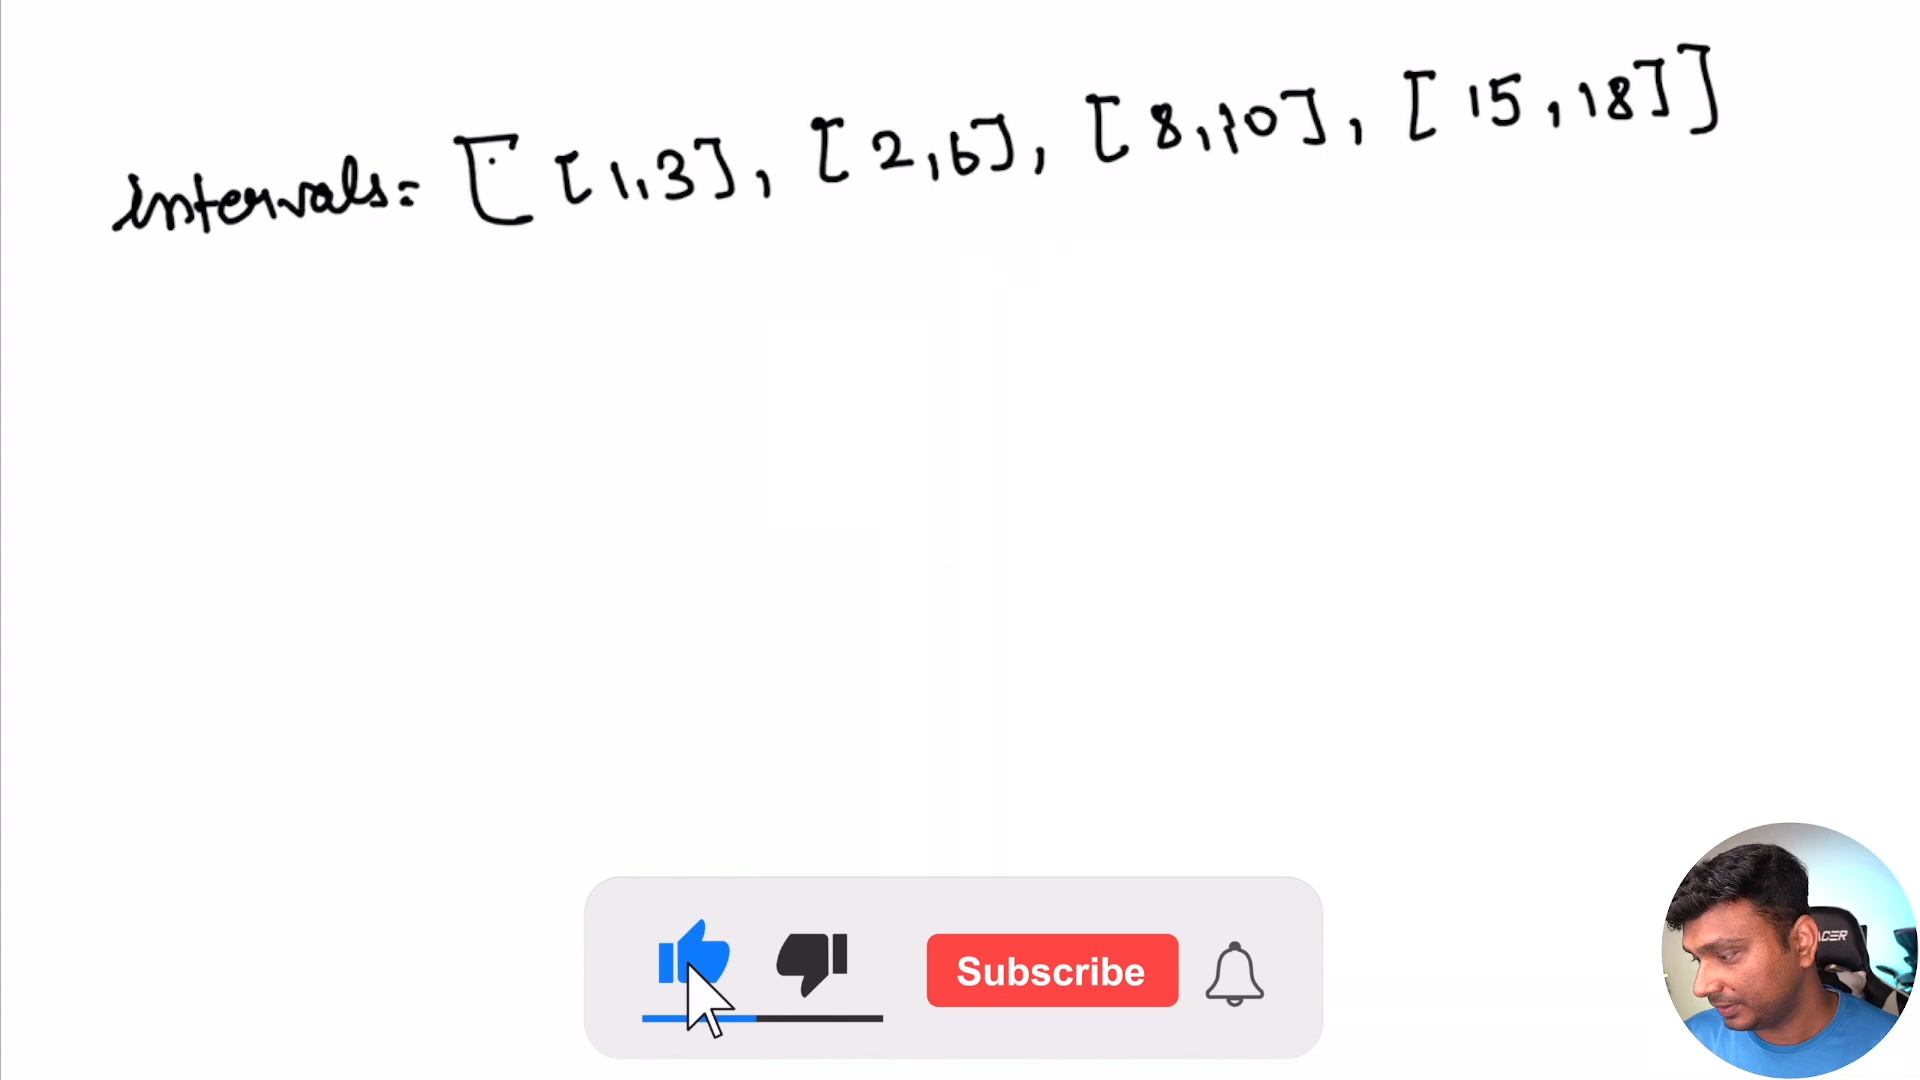 intervals= [ [1,3], [2,6], [8,10], [15,18]]
Subscribe